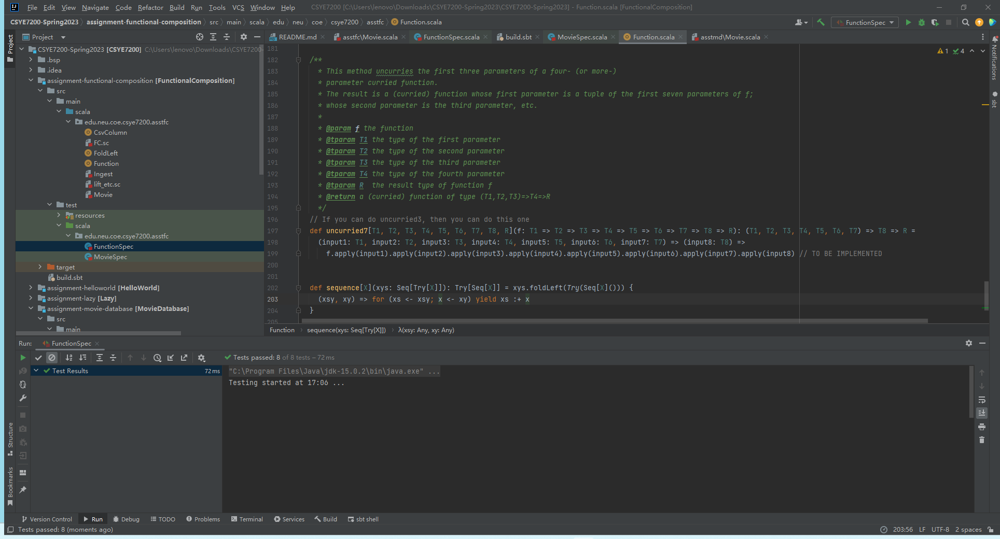 File Edit View Navigate Code Refactor Build Run Tools VCS Window Help CSYE7200 [C:\Users\lenovo\Downloads\CSYE7200-Spring2023\CSYE7200-Spring2023] - Function.scala [FunctionalComposition]
CSYE7200-Spring2023 assignment-functional-composition src main scala edu neu coe csye7200 asstfc Function.scala FunctionSpec
Project README.md asstfc\Movie.scala FunctionSpec.scala build.sbt MovieSpec.scala Function.scala asstmd\Movie.scala
Project
Notifications
sbt
Structure
Bookmarks
CSYE7200-Spring2023 [CSYE7200] C:\Users\lenovo\Downloads\CSYE7200-
.bsp
.idea
assignment-functional-composition [FunctionalComposition]
src
main
scala
edu.neu.coe.csye7200.asstfc
CsvColumn
FC.sc
FoldLeft
Function
Ingest
lift_etc.sc
Movie
test
resources
scala
edu.neu.coe.csye7200.asstfc
FunctionSpec
MovieSpec
target
build.sbt
assignment-helloworld [HelloWorld]
assignment-lazy [Lazy]
assignment-movie-database [MovieDatabase]
src
main
1 4
181
182 /**
183 * This method uncurries the first three parameters of a four- (or more-)
184 * parameter curried function.
185 * The result is a (curried) function whose first parameter is a tuple of the first seven parameters of f;
186 * whose second parameter is the third parameter, etc.
187 *
188 * @param f the function
189 * @tparam T1 the type of the first parameter
190 * @tparam T2 the type of the second parameter
191 * @tparam T3 the type of the third parameter
192 * @tparam T4 the type of the fourth parameter
193 * @tparam R  the result type of function f
194 * @return a (curried) function of type (T1,T2,T3)=>T4=>R
195 */
196 // If you can do uncurried3, then you can do this one
197 def uncurried7[T1, T2, T3, T4, T5, T6, T7, T8, R](f: T1 => T2 => T3 => T4 => T5 => T6 => T7 => T8 => R): (T1, T2, T3, T4, T5, T6, T7) => T8 => R =
198 (input1: T1, input2: T2, input3: T3, input4: T4, input5: T5, input6: T6, input7: T7) => (input8: T8) =>
199 f.apply(input1).apply(input2).apply(input3).apply(input4).apply(input5).apply(input6).apply(input7).apply(input8) // TO BE IMPLEMENTED
200
201
202 def sequence[X](xys: Seq[Try[X]]): Try[Seq[X]] = xys.foldLeft(Try(Seq[X]())) {
203 (xsy, xy) => for (xs <- xsy; x <- xy) yield xs :+ x
204 }
205
Function sequence(xys: Seq[Try[X]]) λ(xsy: Any, xy: Any)
Run: FunctionSpec
Tests passed: 8 of 8 tests – 72 ms
Test Results 72 ms
"C:\Program Files\Java\jdk-15.0.2\bin\java.exe" ...
Testing started at 17:06 ...
Version Control Run Debug TODO Problems Terminal Services Build sbt shell
Tests passed: 8 (moments ago) 203:56 LF UTF-8 2 spaces